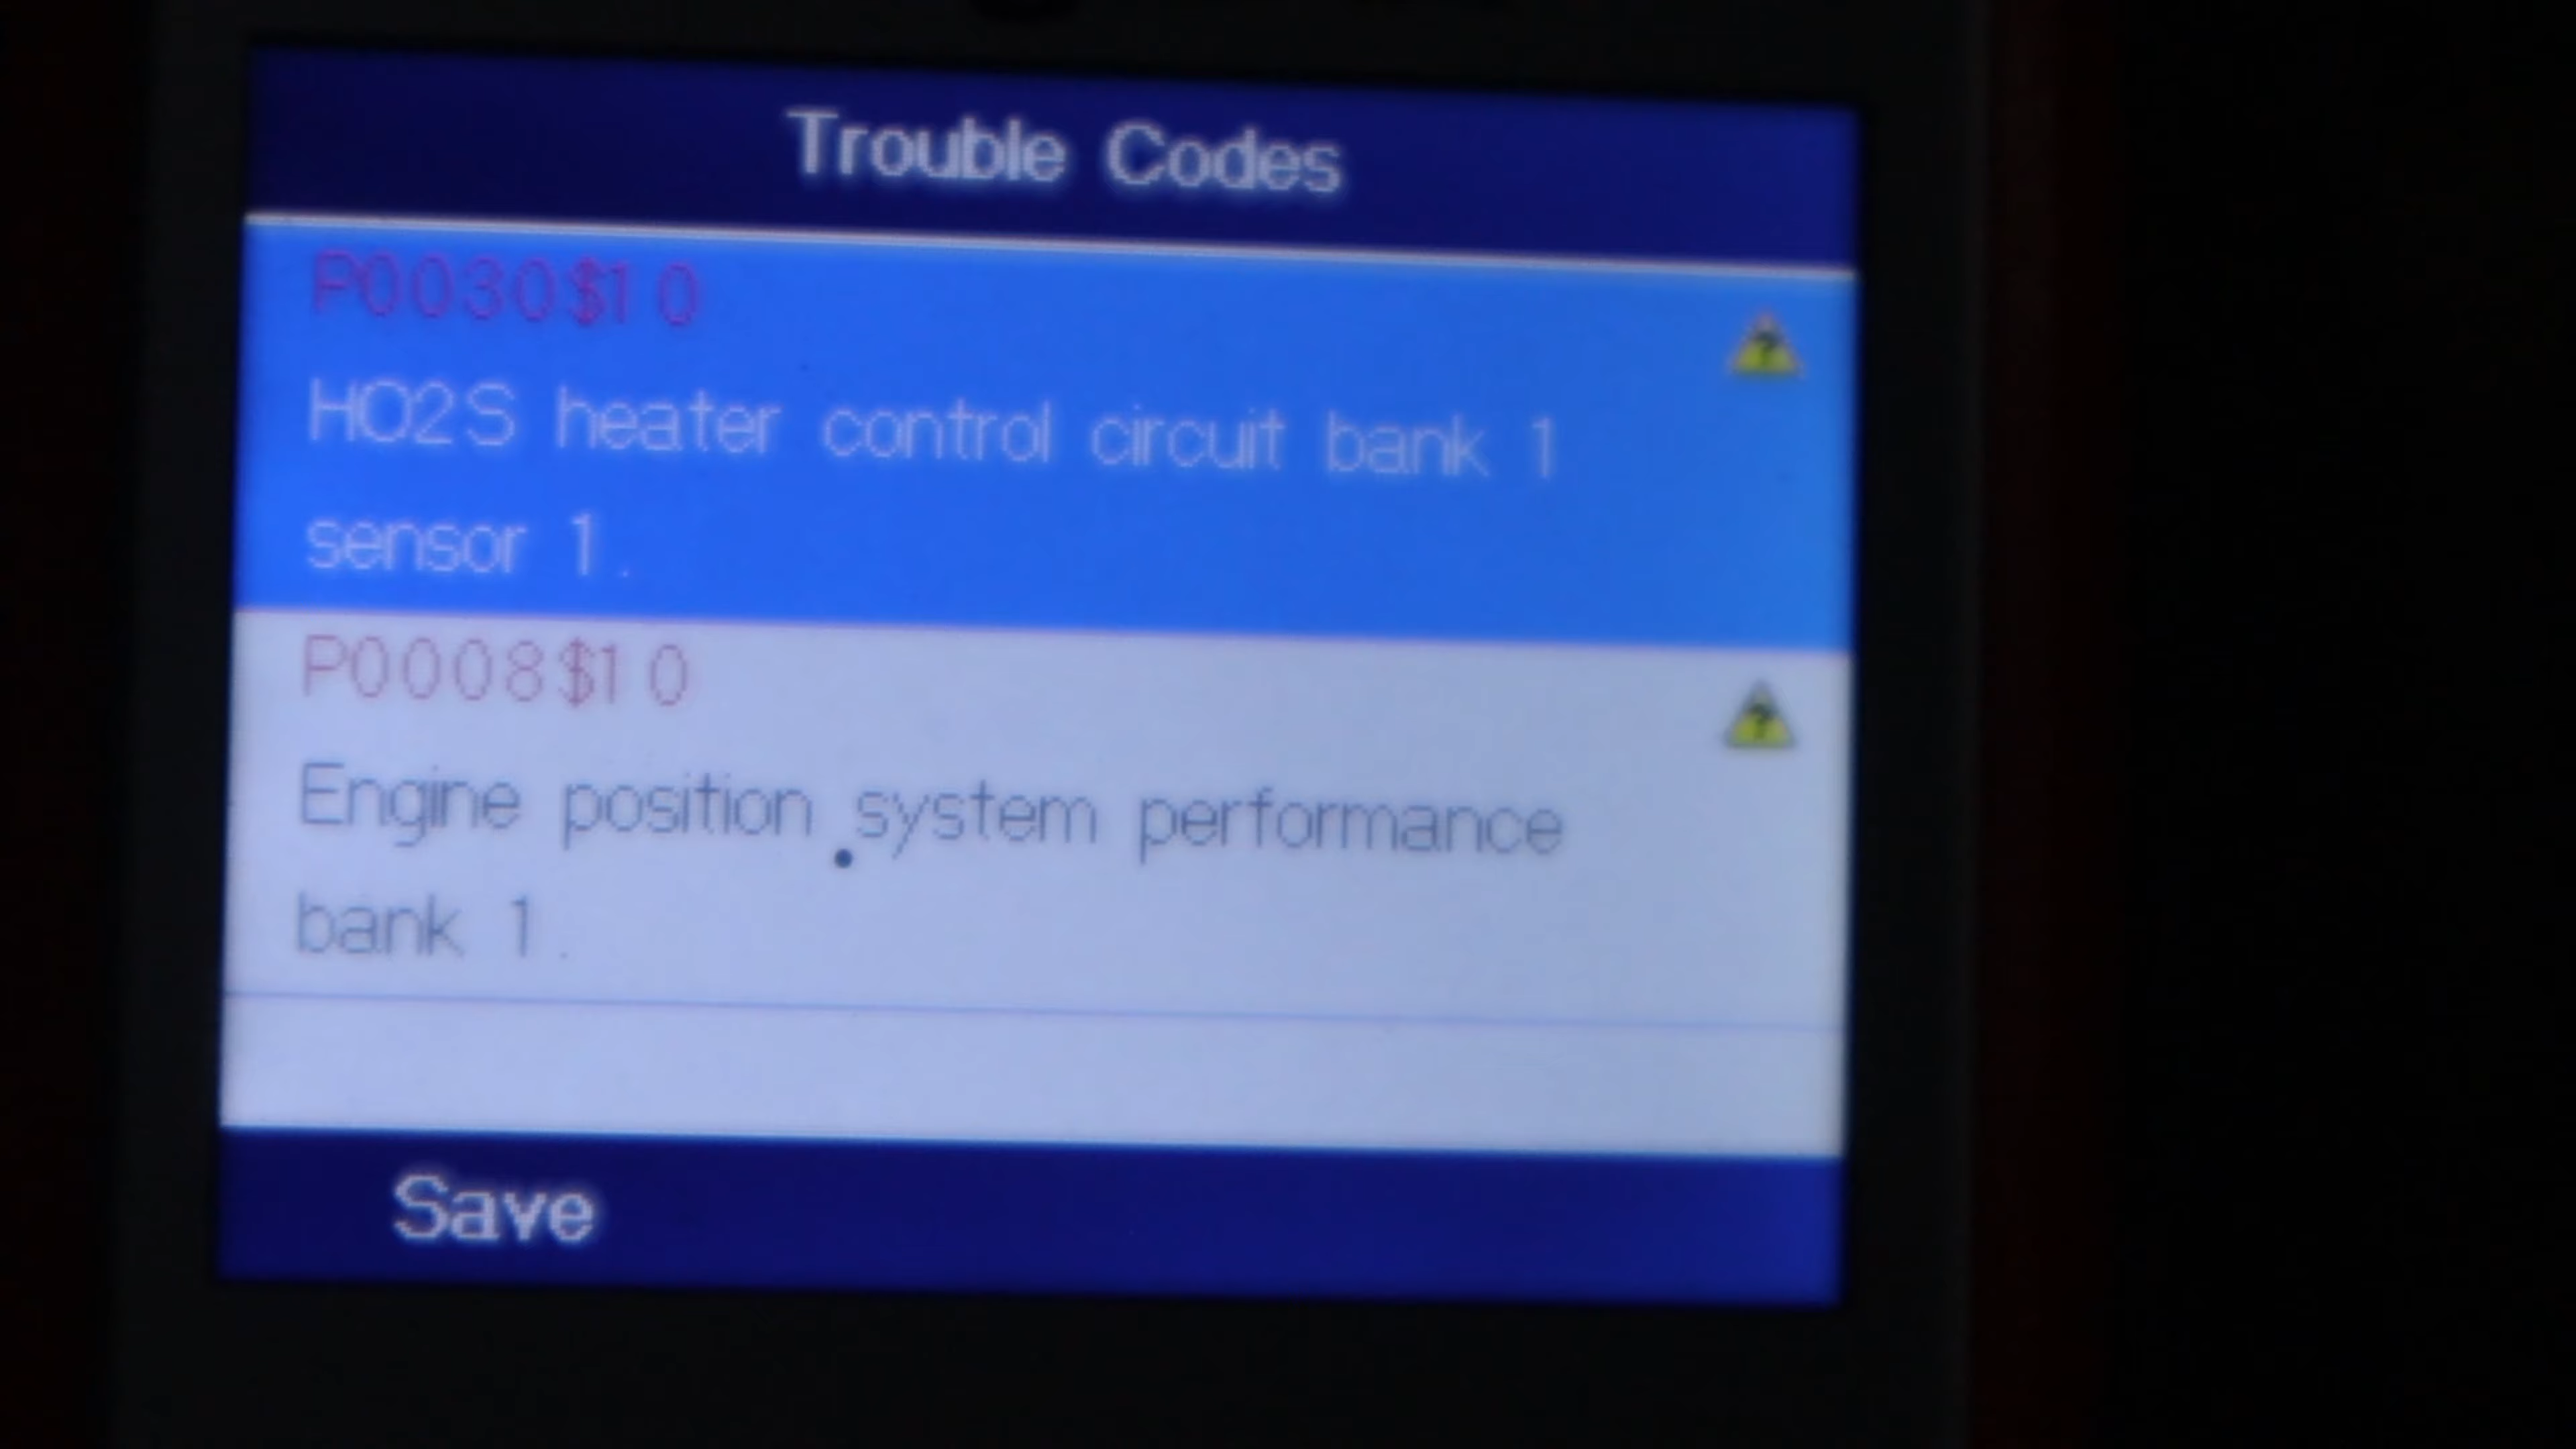 Trouble Codes
P0030$10
HO2S heater control circuit bank 1
sensor 1.
P0008$10
Engine position system performance
bank 1.
Save